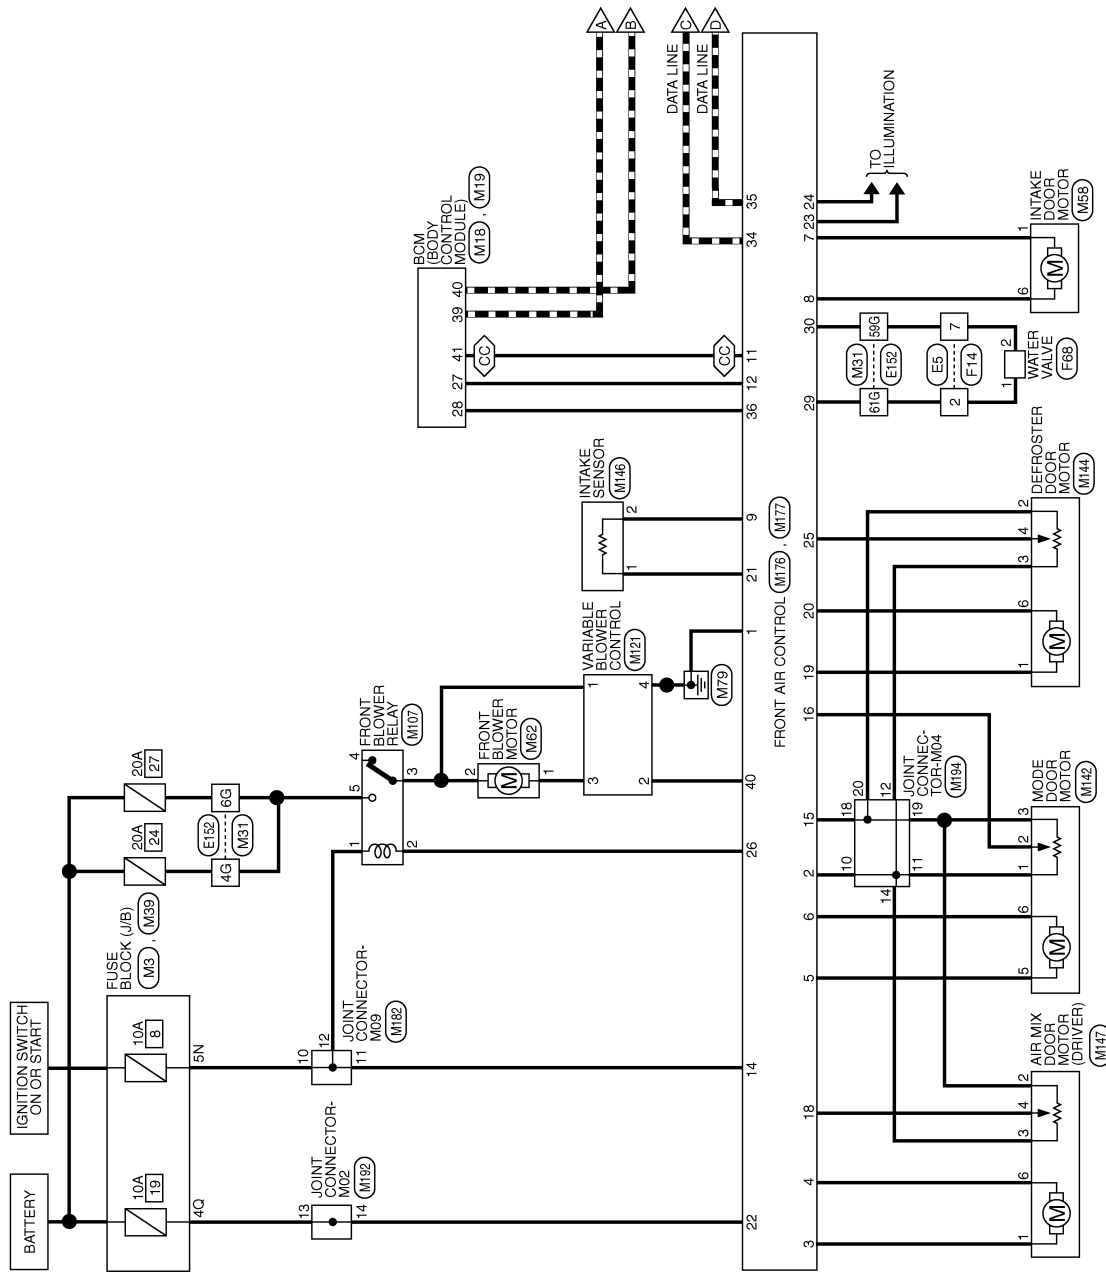 BATTERY
IGNITION SWITCH
ON OR START
FUSE
BLOCK (J/B)
M3 , M39
10A
19
4Q
10A
8
5N
20A
24
20A
27
4G
6G
E152
M31
13
14
JOINT
CONNECTOR-
M02
M192
10
12
11
JOINT
CONNECTOR-
M09
M182
1
2
5
4
3
FRONT
BLOWER
RELAY
M107
2
1
M
FRONT
BLOWER
MOTOR
M62
3
1
2
4
VARIABLE
BLOWER
CONTROL
M121
M79
1
2
INTAKE
SENSOR
M146
BCM
(BODY
CONTROL
MODULE)
M18 , M19
28
27
41
39
40
CC
CC
A
B
C
D
DATA LINE
DATA LINE
22
14
26
40
1
21
9
36
12
11
34
35
FRONT AIR CONTROL
M176 , M177
3
4
18
5
6
2
15
16
19
20
25
29
30
8
7
23
24
TO
ILLUMINATION
10
18
20
14
11
19
12
JOINT
CONNEC-
TOR-M04
M194
61G
59G
M31
E152
2
7
E5
F14
1
2
WATER
VALVE
F68
1
6
3
4
2
M
AIR MIX
DOOR
MOTOR
(DRIVER)
M147
5
6
1
2
3
M
MODE
DOOR
MOTOR
M142
1
6
3
4
2
M
DEFROSTER
DOOR
MOTOR
M144
6
1
M
INTAKE
DOOR
MOTOR
M58